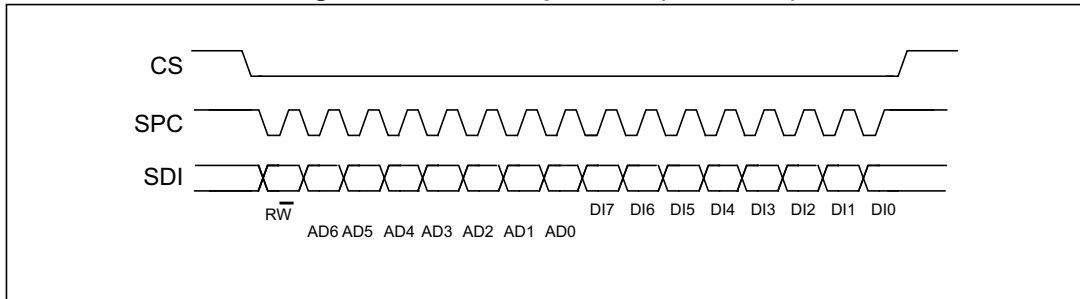 CS
SPC
SDI
RW
DI7 DI6 DI5 DI4 DI3 DI2 DI1 DI0
AD6 AD5 AD4 AD3 AD2 AD1 AD0